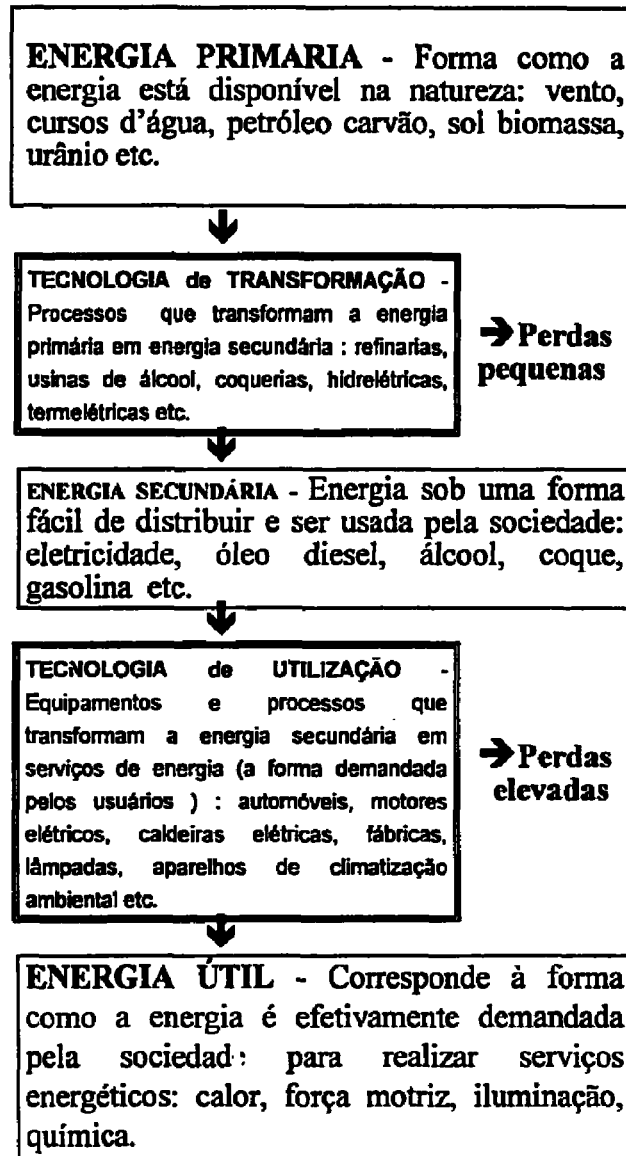 ENERGIA PRIMARIA - Forma como a
energia está disponível na natureza: vento,
cursos d'água, petróleo carvão, sol biomassa,
urânio etc.
TECNOLOGIA de TRANSFORMAÇÃO -
Processos que transformam a energia
primária em energia secundária : refinarias,
usinas de álcool, coquerias, hidrelétricas,
termelétricas etc.
➔Perdas
pequenas
ENERGIA SECUNDÁRIA - Energia sob uma forma
fácil de distribuir e ser usada pela sociedade:
eletricidade, óleo diesel, álcool, coque,
gasolina etc.
TECNOLOGIA de UTILIZAÇÃO -
Equipamentos e processos que
transformam a energia secundária em
serviços de energia (a forma demandada
pelos usuários ) : automóveis, motores
elétricos, caldeiras elétricas, fábricas,
lâmpadas, aparelhos de climatização
ambiental etc.
➔Perdas
elevadas
ENERGIA ÚTIL - Corresponde à forma
como a energia é efetivamente demandada
pela sociedad: para realizar serviços
energéticos: calor, força motriz, iluminação,
química.